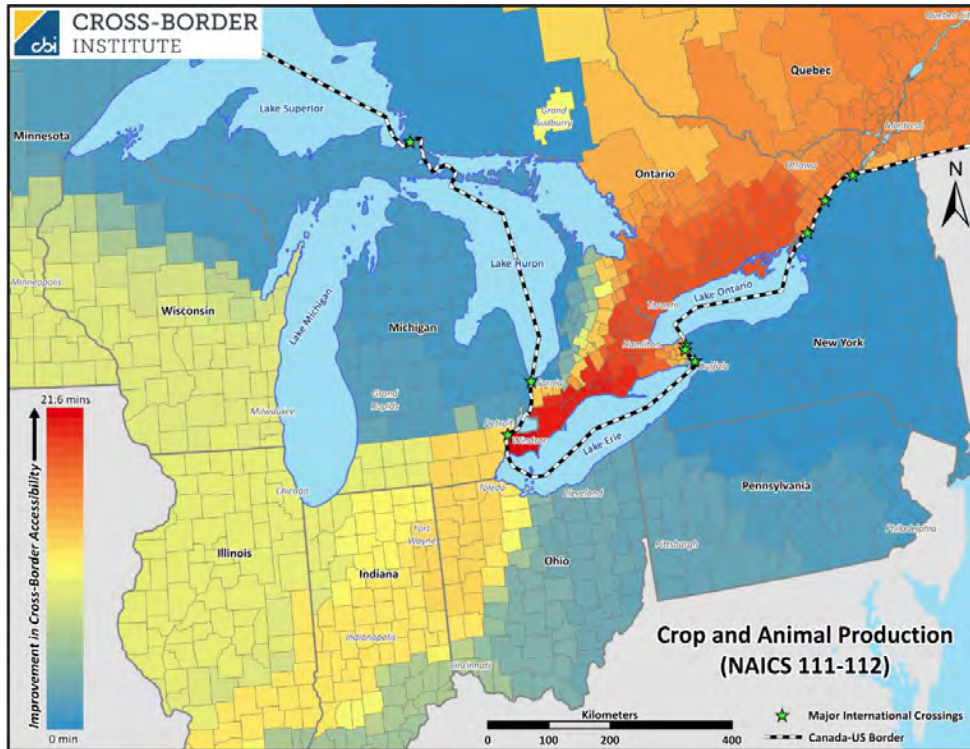 cbi
CROSS-BORDER
INSTITUTE
Quebec
Quebec
Montreal
Lake Superior
Grand
Sudbury
Minnesota
Ottawa
Ontario
N
Minneapolis
Wisconsin
Lake Michigan
Lake Huron
Michigan
Toronto
Lake Ontario
Hamilton
New York
Grand
Rapids
Sarnia
Buffalo
Milwaukee
Detroit
Windsor
Lake Erie
Chicago
Toledo
Cleveland
Pennsylvania
Fort
Wayne
Philadelphia
Pittsburgh
Illinois
Indiana
Ohio
Indianapolis
Cincinnati
21.6 mins
Improvement in Cross-Border Accessibility
0 min
Crop and Animal Production
(NAICS 111-112)
Kilometers
0 100 200 400
Major International Crossings
Canada-US Border